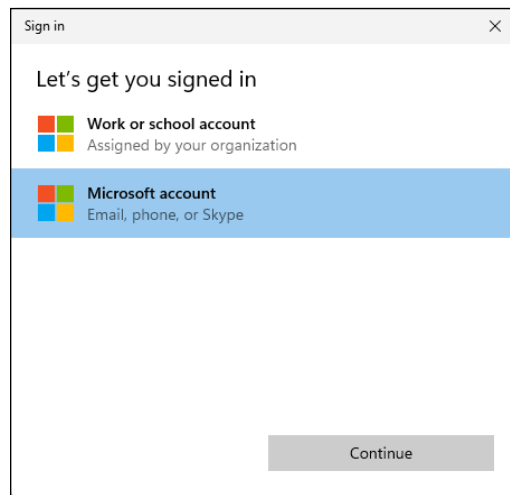 Sign in
Let's get you signed in
Work or school account
Assigned by your organization
Microsoft account
Email, phone, or Skype
Continue